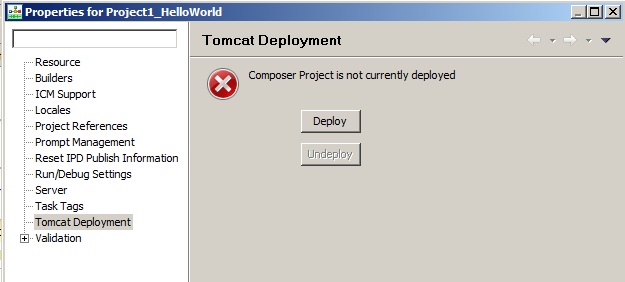 Properties for Project1_HelloWorld
Resource
Builders
ICM Support
Locales
Project References
Prompt Management
Reset IPD Publish Information
Run/Debug Settings
Server
Task Tags
Tomcat Deployment
Validation
Tomcat Deployment
Composer Project is not currently deployed
Deploy
Undeploy